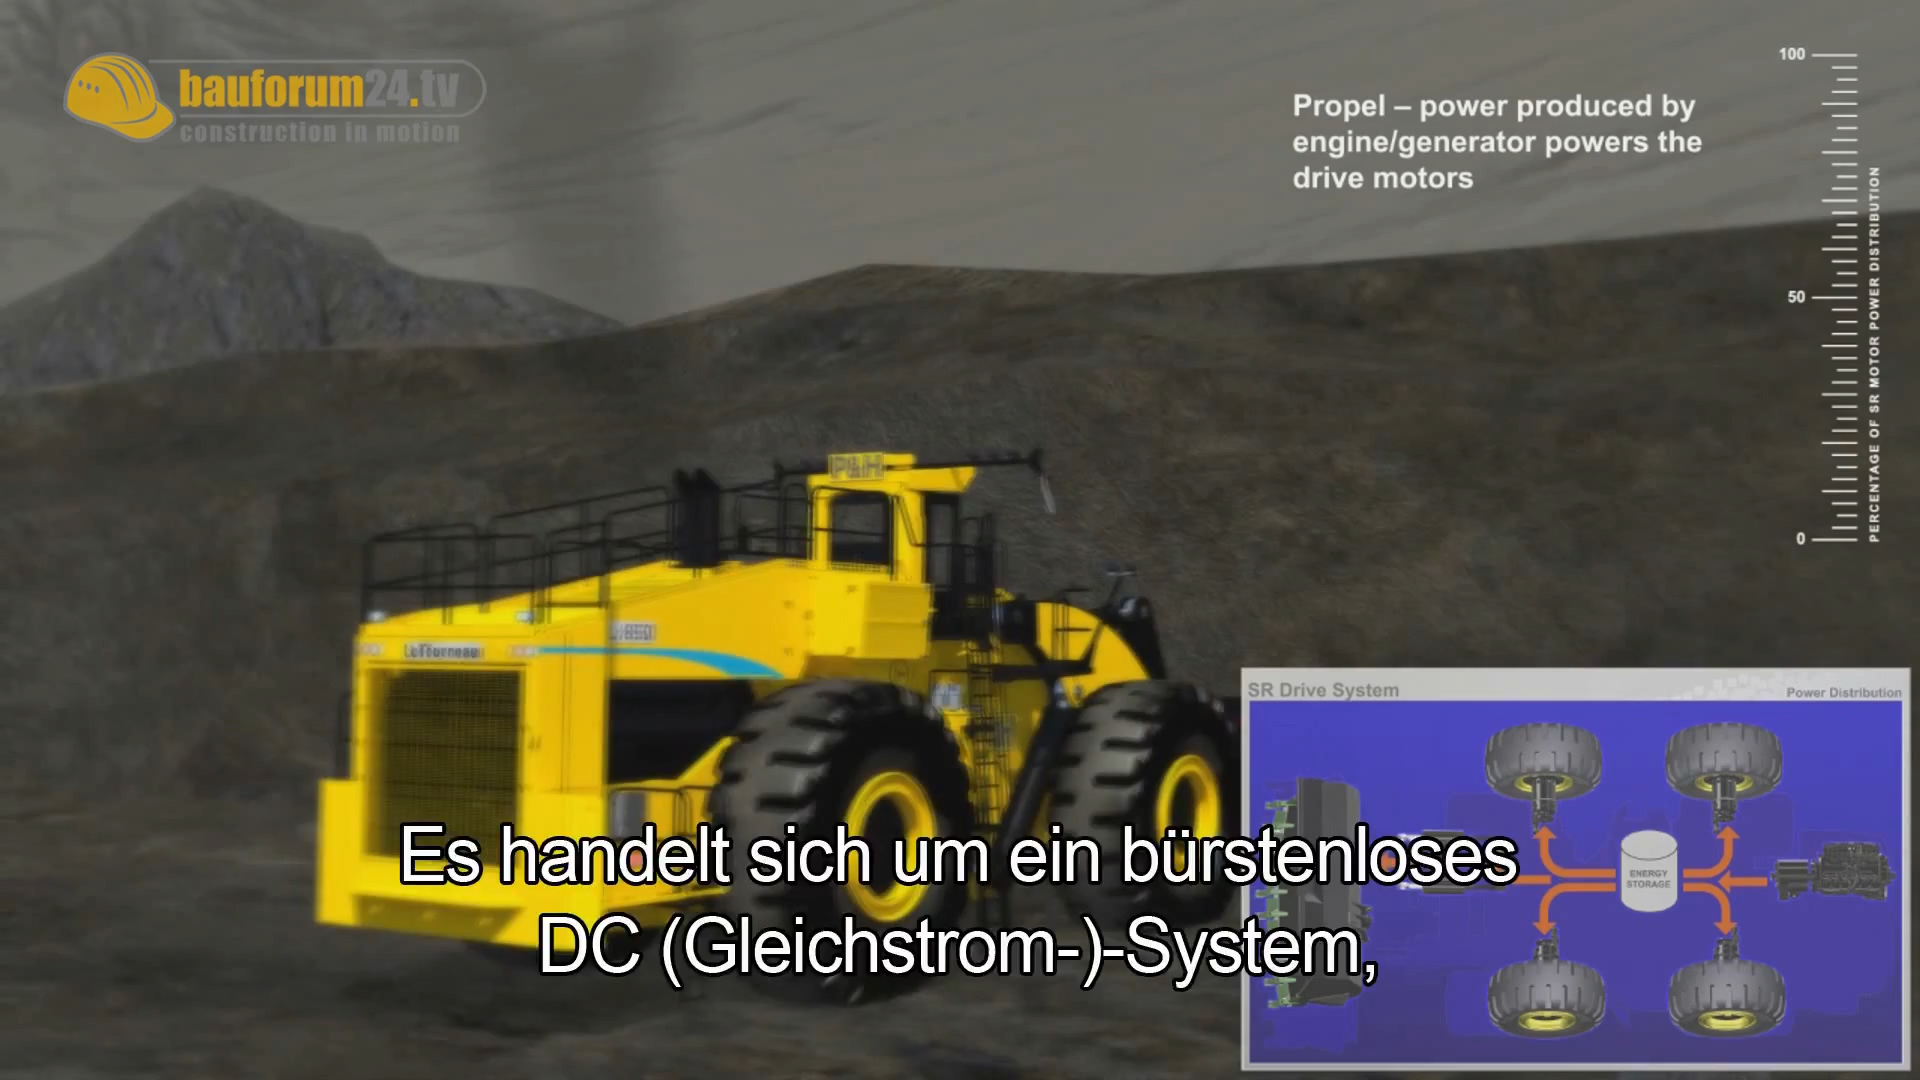 bauforum24.tv
construction in motion
Propel – power produced by
engine/generator powers the
drive motors
100
50
0
PERCENTAGE OF SR MOTOR POWER DISTRIBUTION
P&H
LeTourneau
SR Drive System
Power Distribution
ENERGY
STORAGE
Es handelt sich um ein bürstenloses
DC (Gleichstrom-)-System,